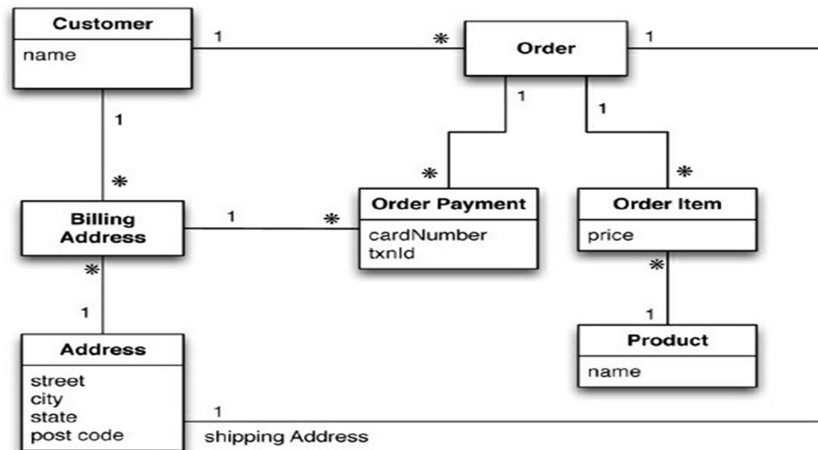 Customer
name
1
*
Order
1
1
*
1
*
1
*
Billing
Address
1
*
Order Payment
cardNumber
txnId
Order Item
price
*
1
*
1
Product
name
Address
street
city
state
post code
1
shipping Address